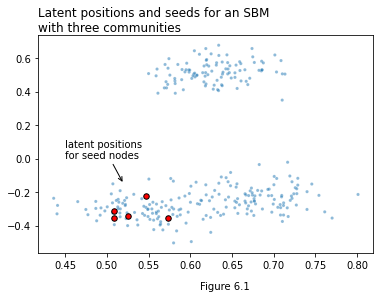 Latent positions and seeds for an SBM
with three communities
0.6
0.4
0.2
0.0
−0.2
−0.4
latent positions
for seed nodes
0.45 0.50 0.55 0.60 0.65 0.70 0.75 0.80
Figure 6.1